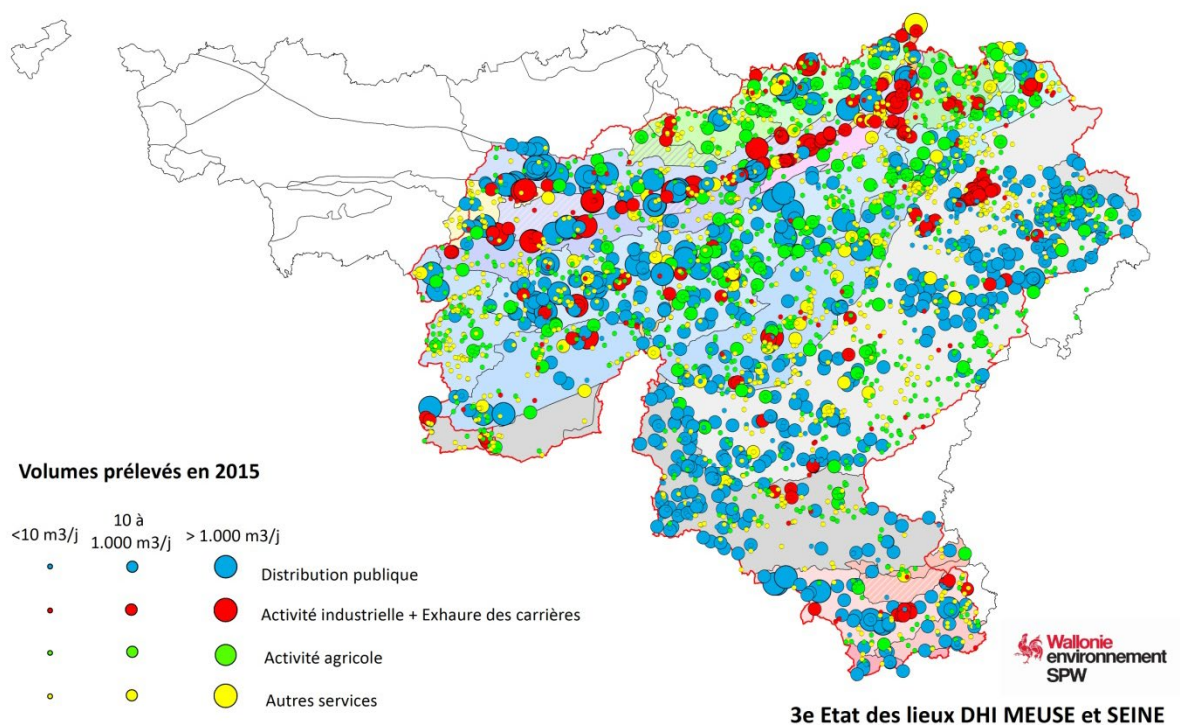 Volumes prélevés en 2015
<10 m3/j
10 à
1.000 m3/j
> 1.000 m3/j
Distribution publique
Activité industrielle + Exhaure des carrières
Activité agricole
Autres services
Wallonie
environnement
SPW
3e Etat des lieux DHI MEUSE et SEINE